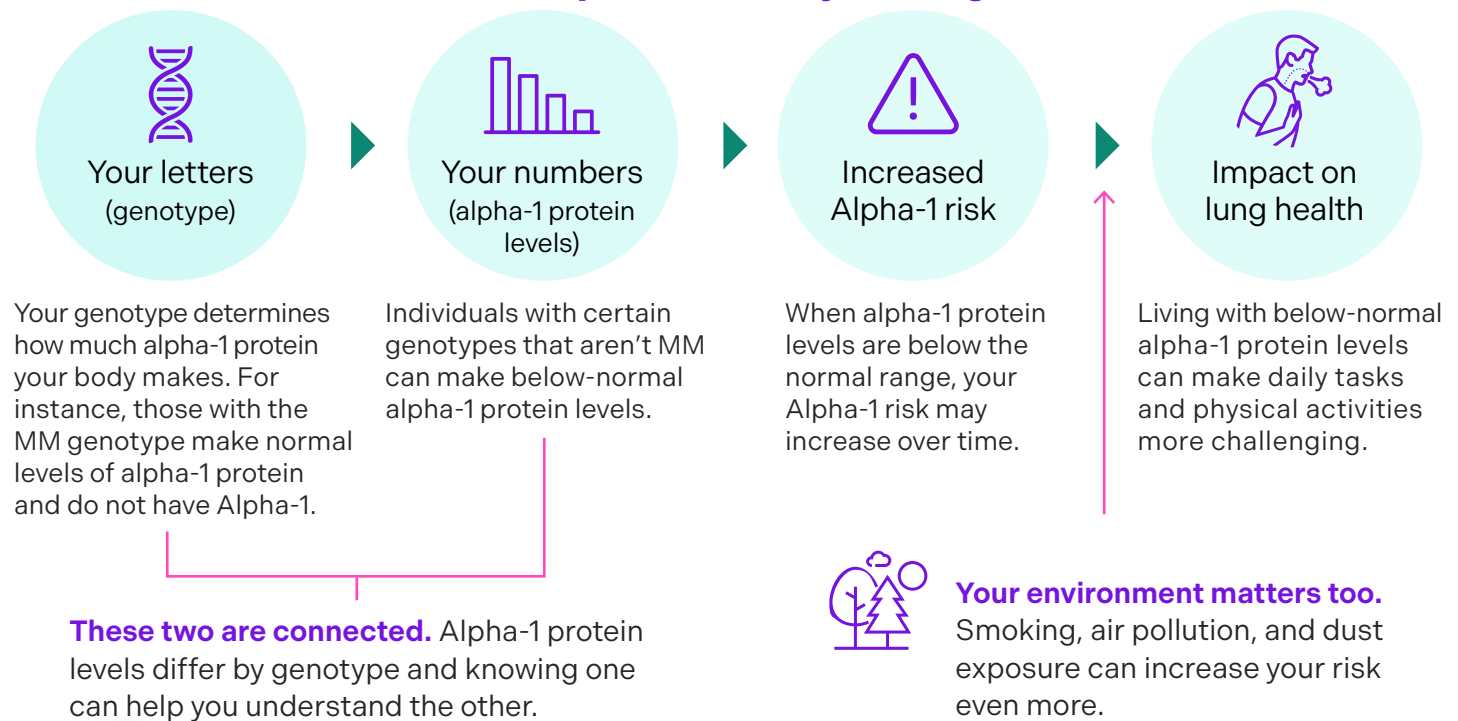 Your letters
(genotype)
Your genotype determines
how much alpha-1 protein
your body makes. For
instance, those with the
MM genotype make normal
levels of alpha-1 protein
and do not have Alpha-1.
Your numbers
(alpha-1 protein
levels)
Individuals with certain
genotypes that aren't MM
can make below-normal
alpha-1 protein levels.
These two are connected. Alpha-1 protein
levels differ by genotype and knowing one
can help you understand the other.
Increased
Alpha-1 risk
When alpha-1 protein
levels are below the
normal range, your
Alpha-1 risk may
increase over time.
Impact on
lung health
Living with below-normal
alpha-1 protein levels
can make daily tasks
and physical activities
more challenging.
Your environment matters too.
Smoking, air pollution, and dust
exposure can increase your risk
even more.